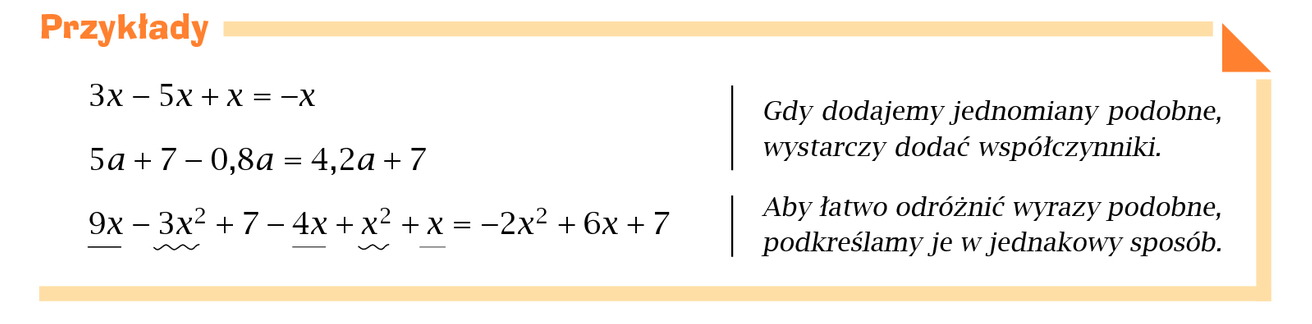 Przykłady
3x − 5x + x = −x
5a + 7 − 0,8a = 4,2a + 7
9x − 3x² + 7 − 4x + x² + x = −2x² + 6x + 7
Gdy dodajemy jednomiany podobne,
wystarczy dodać współczynniki.
Aby łatwo odróżnić wyrazy podobne,
podkreślamy je w jednakowy sposób.